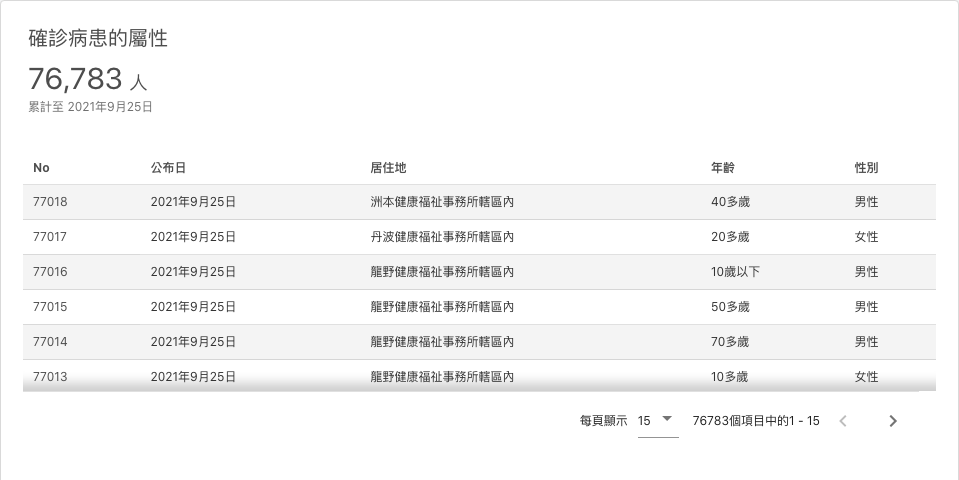 確診病患的屬性
76,783 人
累計至 2021年9月25日
No 公布日 居住地 年齡 性別
77018 2021年9月25日 洲本健康福祉事務所轄區內 40多歲 男性
77017 2021年9月25日 丹波健康福祉事務所轄區內 20多歲 女性
77016 2021年9月25日 龍野健康福祉事務所轄區內 10歲以下 男性
77015 2021年9月25日 龍野健康福祉事務所轄區內 50多歲 男性
77014 2021年9月25日 龍野健康福祉事務所轄區內 70多歲 男性
77013 2021年9月25日 龍野健康福祉事務所轄區內 10多歲 女性
每頁顯示 15 76783個項目中的1 - 15